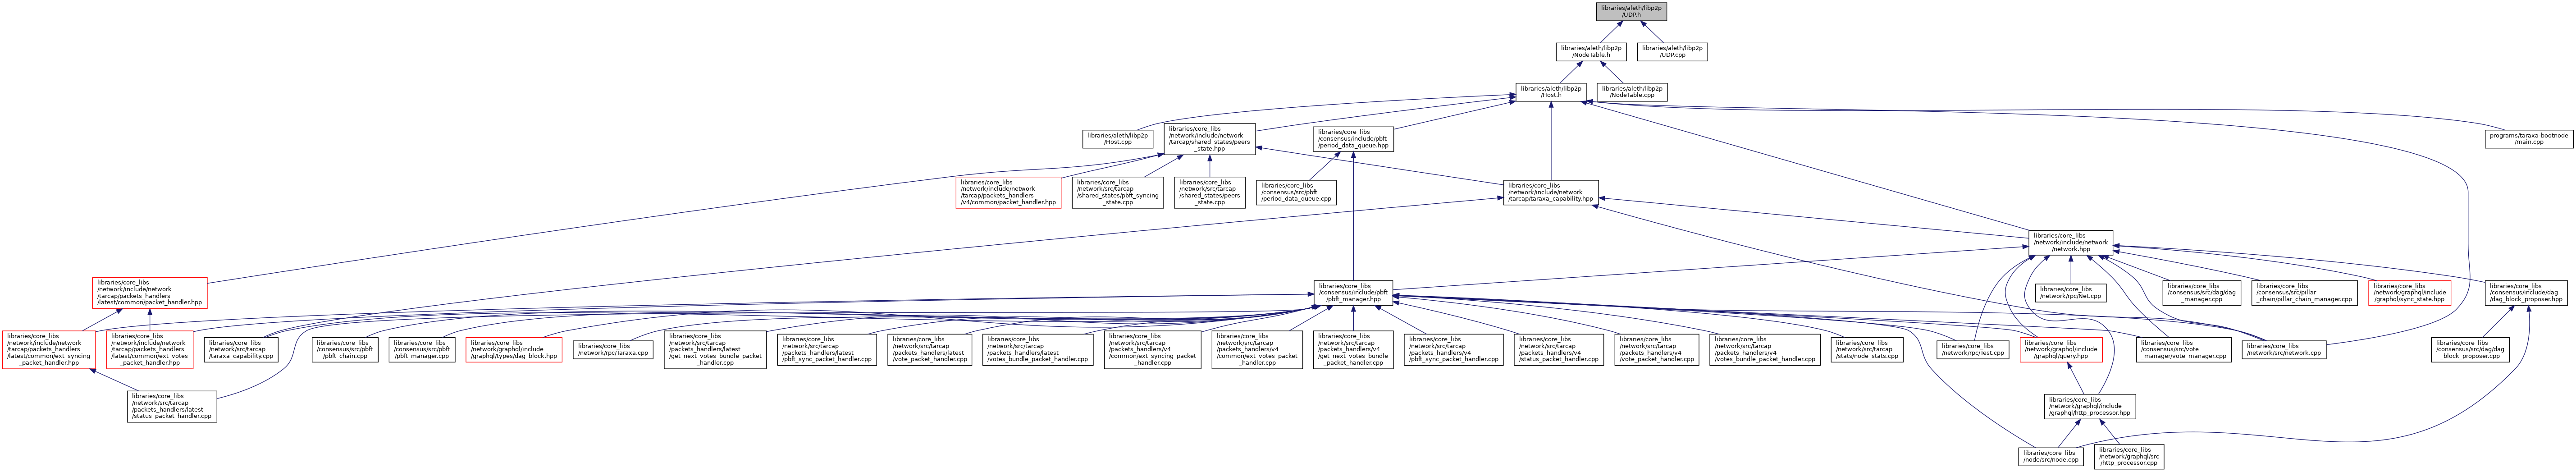 libraries/aleth/libp2p
/UDP.h
libraries/aleth/libp2p
/NodeTable.h
libraries/aleth/libp2p
/UDP.cpp
libraries/aleth/libp2p
/Host.h
libraries/aleth/libp2p
/NodeTable.cpp
libraries/aleth/libp2p
/Host.cpp
libraries/core_libs
/network/include/network
/tarcap/shared_states/peers
_state.hpp
libraries/core_libs
/consensus/include/pbft
/period_data_queue.hpp
programs/taraxa-bootnode
/main.cpp
libraries/core_libs
/network/include/network
/tarcap/packets_handlers
/v4/common/packet_handler.hpp
libraries/core_libs
/network/src/tarcap
/shared_states/pbft_syncing
_state.cpp
libraries/core_libs
/network/src/tarcap
/shared_states/peers
_state.cpp
libraries/core_libs
/consensus/src/pbft
/period_data_queue.cpp
libraries/core_libs
/network/include/network
/tarcap/taraxa_capability.hpp
libraries/core_libs
/network/include/network
/network.hpp
libraries/core_libs
/network/include/network
/tarcap/packets_handlers
/latest/common/packet_handler.hpp
libraries/core_libs
/consensus/include/pbft
/pbft_manager.hpp
libraries/core_libs
/network/rpc/Net.cpp
libraries/core_libs
/consensus/src/dag/dag
_manager.cpp
libraries/core_libs
/consensus/src/pillar
_chain/pillar_chain_manager.cpp
libraries/core_libs
/network/graphql/include
/graphql/sync_state.hpp
libraries/core_libs
/consensus/include/dag
/dag_block_proposer.hpp
libraries/core_libs
/network/include/network
/tarcap/packets_handlers
/latest/common/ext_syncing
_packet_handler.hpp
libraries/core_libs
/network/include/network
/tarcap/packets_handlers
/latest/common/ext_votes
_packet_handler.hpp
libraries/core_libs
/network/src/tarcap
/taraxa_capability.cpp
libraries/core_libs
/consensus/src/pbft
/pbft_chain.cpp
libraries/core_libs
/consensus/src/pbft
/pbft_manager.cpp
libraries/core_libs
/network/graphql/include
/graphql/types/dag_block.hpp
libraries/core_libs
/network/rpc/Taraxa.cpp
libraries/core_libs
/network/src/tarcap
/packets_handlers/latest
/get_next_votes_bundle_packet
_handler.cpp
libraries/core_libs
/network/src/tarcap
/packets_handlers/latest
/pbft_sync_packet_handler.cpp
libraries/core_libs
/network/src/tarcap
/packets_handlers/latest
/vote_packet_handler.cpp
libraries/core_libs
/network/src/tarcap
/packets_handlers/latest
/votes_bundle_packet_handler.cpp
libraries/core_libs
/network/src/tarcap
/packets_handlers/v4
/common/ext_syncing_packet
_handler.cpp
libraries/core_libs
/network/src/tarcap
/packets_handlers/v4
/common/ext_votes_packet
_handler.cpp
libraries/core_libs
/network/src/tarcap
/packets_handlers/v4
/get_next_votes_bundle
_packet_handler.cpp
libraries/core_libs
/network/src/tarcap
/packets_handlers/v4
/pbft_sync_packet_handler.cpp
libraries/core_libs
/network/src/tarcap
/packets_handlers/v4
/status_packet_handler.cpp
libraries/core_libs
/network/src/tarcap
/packets_handlers/v4
/vote_packet_handler.cpp
libraries/core_libs
/network/src/tarcap
/packets_handlers/v4
/votes_bundle_packet_handler.cpp
libraries/core_libs
/network/src/tarcap
/stats/node_stats.cpp
libraries/core_libs
/network/rpc/Test.cpp
libraries/core_libs
/network/graphql/include
/graphql/query.hpp
libraries/core_libs
/consensus/src/vote
_manager/vote_manager.cpp
libraries/core_libs
/network/src/network.cpp
libraries/core_libs
/consensus/src/dag/dag
_block_proposer.cpp
libraries/core_libs
/network/src/tarcap
/packets_handlers/latest
/status_packet_handler.cpp
libraries/core_libs
/network/graphql/include
/graphql/http_processor.hpp
libraries/core_libs
/node/src/node.cpp
libraries/core_libs
/network/graphql/src
/http_processor.cpp